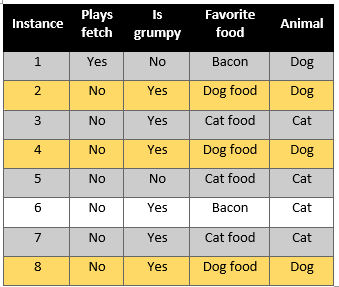 Instance Plays fetch Is grumpy Favorite food Animal
1 Yes No Bacon Dog
2 No Yes Dog food Dog
3 No Yes Cat food Cat
4 No Yes Dog food Dog
5 No No Cat food Cat
6 No Yes Bacon Cat
7 No Yes Cat food Cat
8 No Yes Dog food Dog